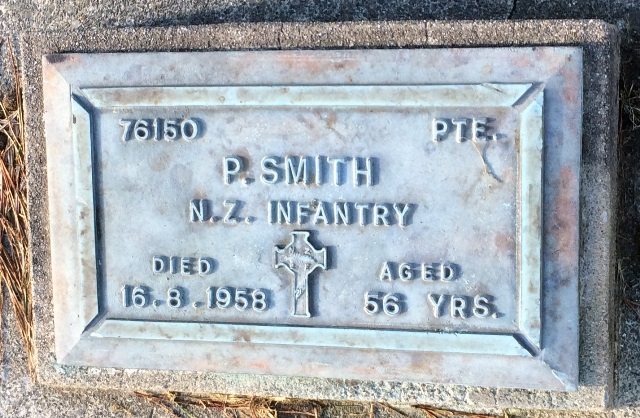 76150 PTE.
P. SMITH
N.Z. INFANTRY
DIED AGED
16.8.1958 56 YRS.